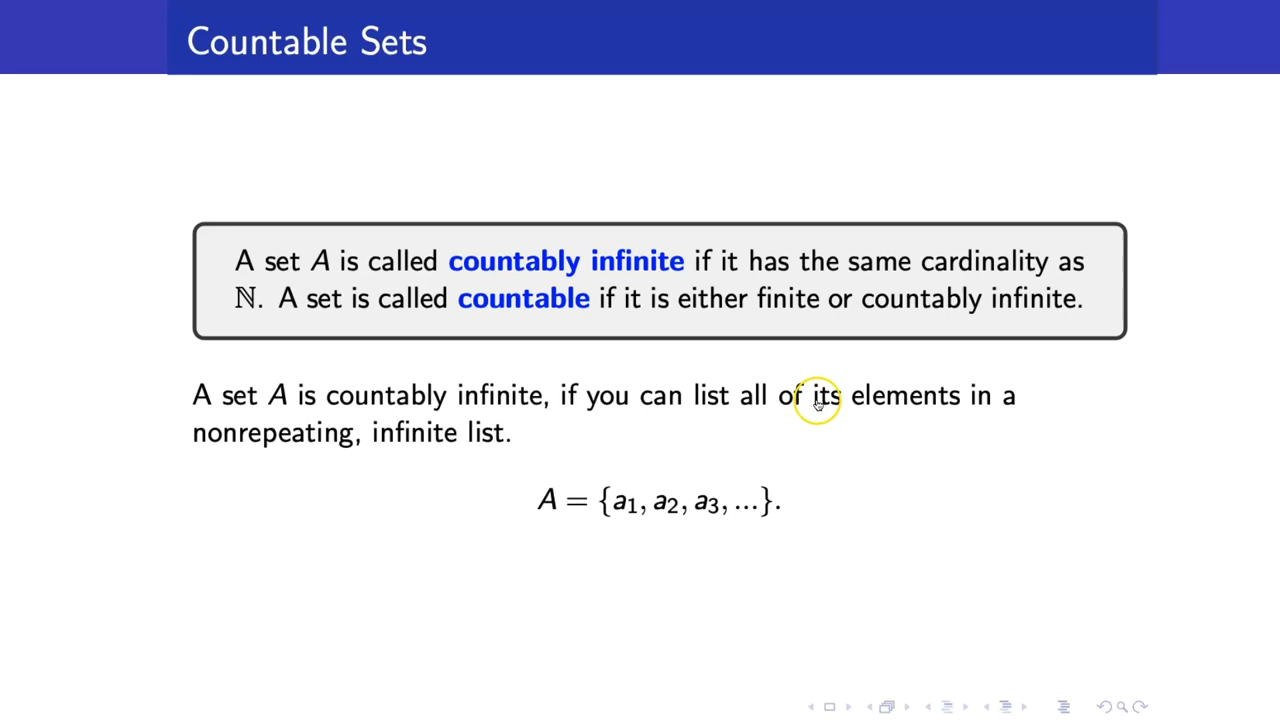 Countable Sets
A set A is called countably infinite if it has the same cardinality as
ℕ. A set is called countable if it is either finite or countably infinite.
A set A is countably infinite, if you can list all of its elements in a
nonrepeating, infinite list.
A = {a₁, a₂, a₃, ...}.